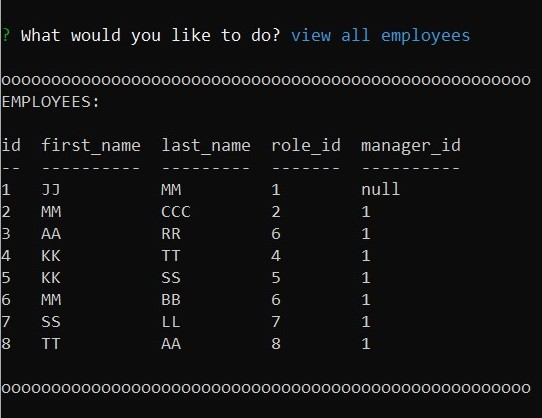 ? What would you like to do? view all employees
ooooooooooooooooooooooooooooooooooooooooooooooooooooo
EMPLOYEES:
id  first_name  last_name  role_id  manager_id
--  ----------  ---------  -------  ----------
1   JJ          MM         1        null
2   MM          CCC        2        1
3   AA          RR         6        1
4   KK          TT         4        1
5   KK          SS         5        1
6   MM          BB         6        1
7   SS          LL         7        1
8   TT          AA         8        1
ooooooooooooooooooooooooooooooooooooooooooooooooooooo